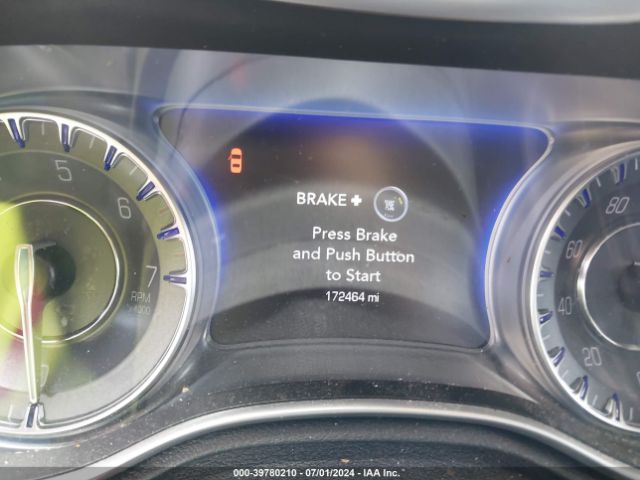 5
6
7
RPM
x1000
BRAKE +
Press Brake
and Push Button
to Start
172464 mi
80
60
40
20
000-39780210 - 07/01/2024 - IAA Inc.